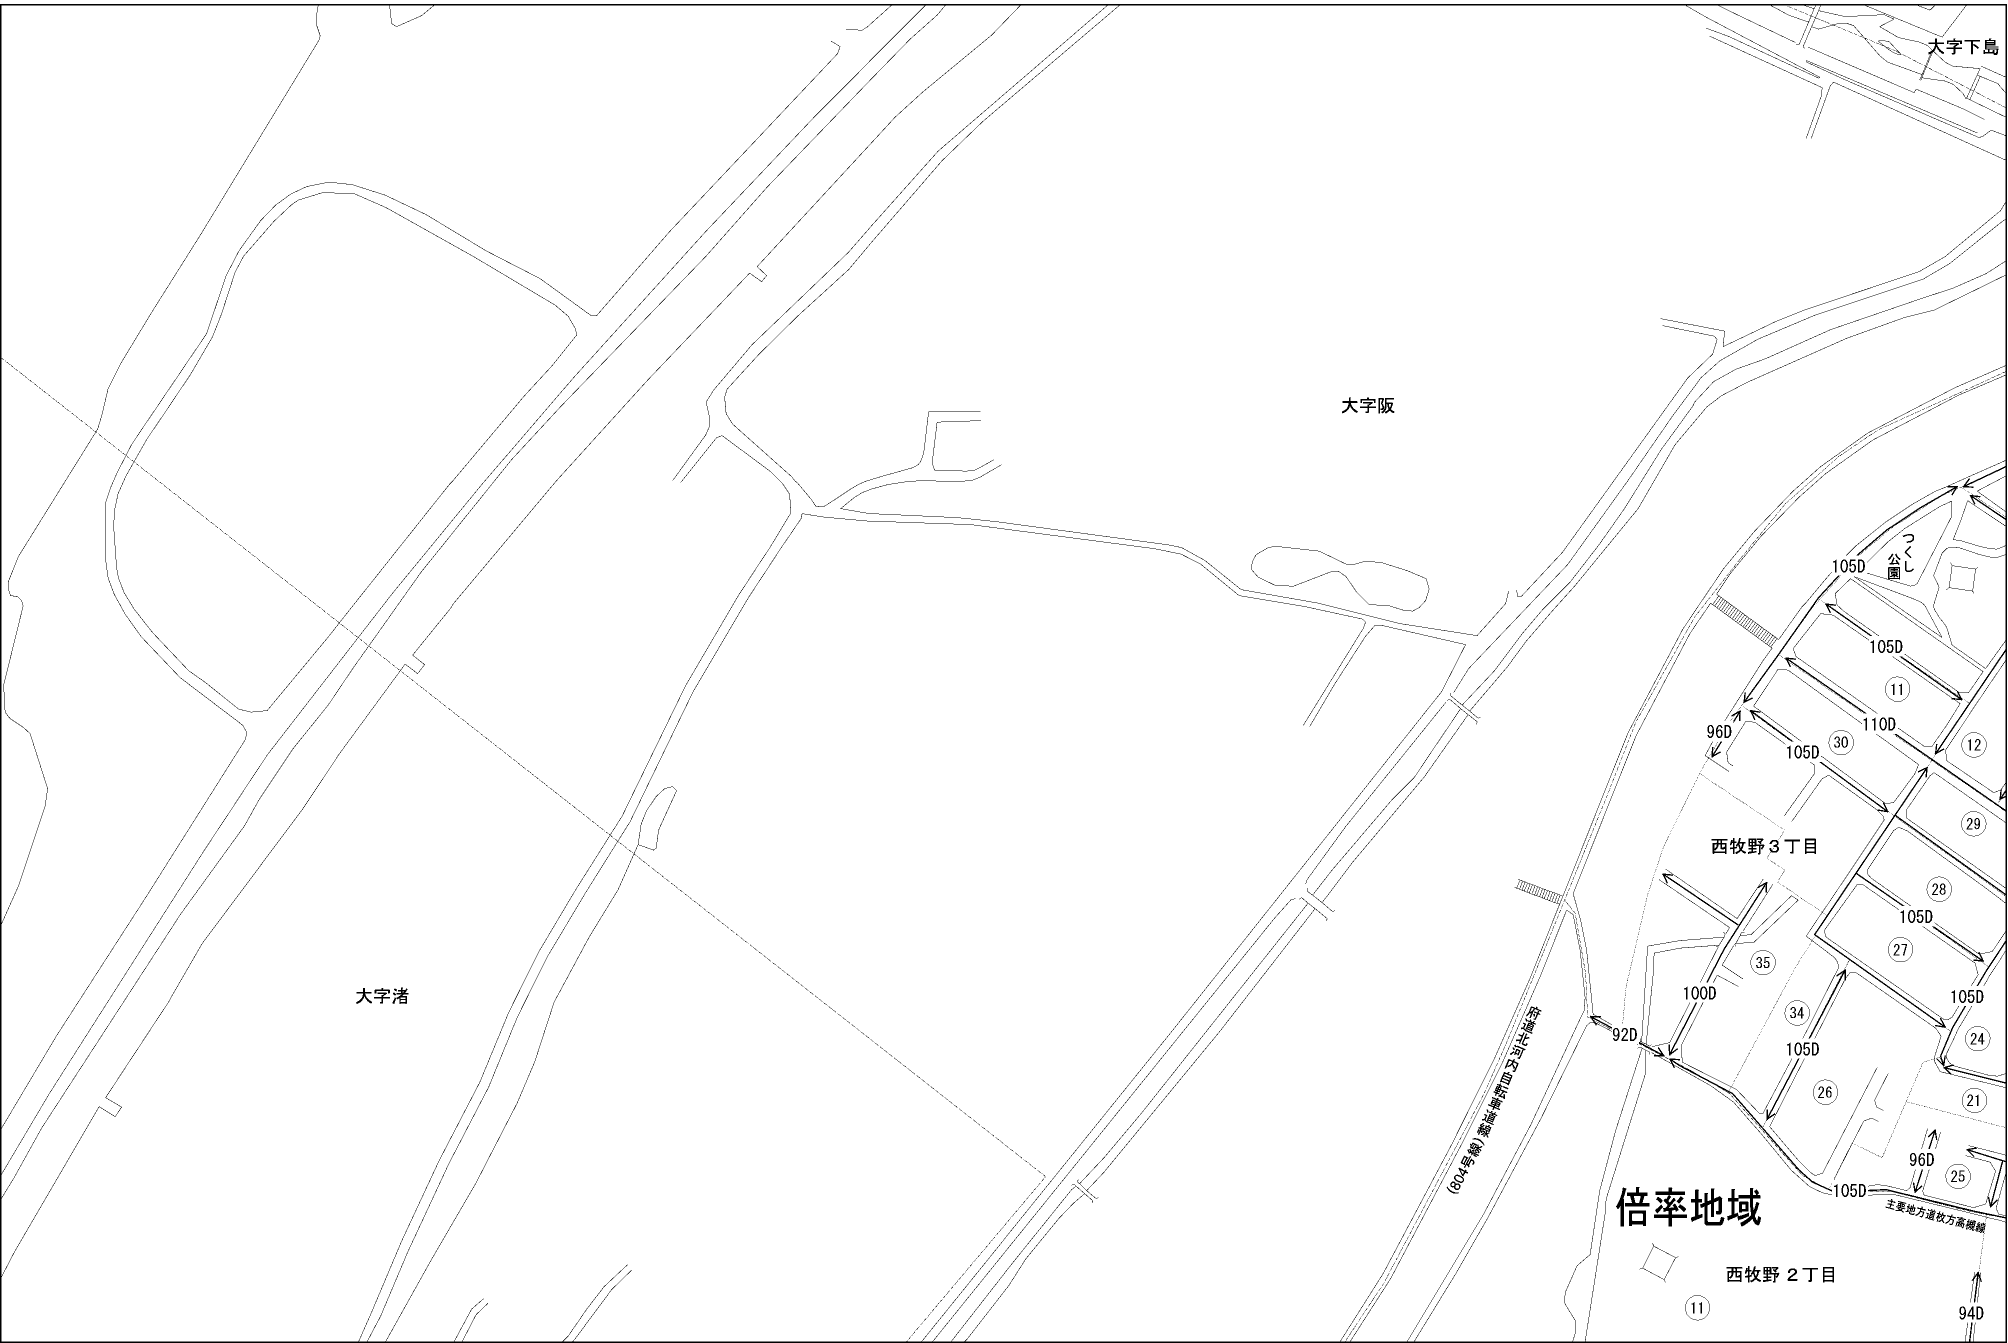 大字下島
大字阪
つくし
公園
105D
105D
11
110D
96D
30
12
105D
29
西牧野３丁目
28
105D
27
35
100D
105D
34
92D
24
105D
26
21
96D
25
105D
大字渚
府道北河内自転車道線
(804号線)
倍率地域
主要地方道枚方高槻線
西牧野２丁目
11
94D